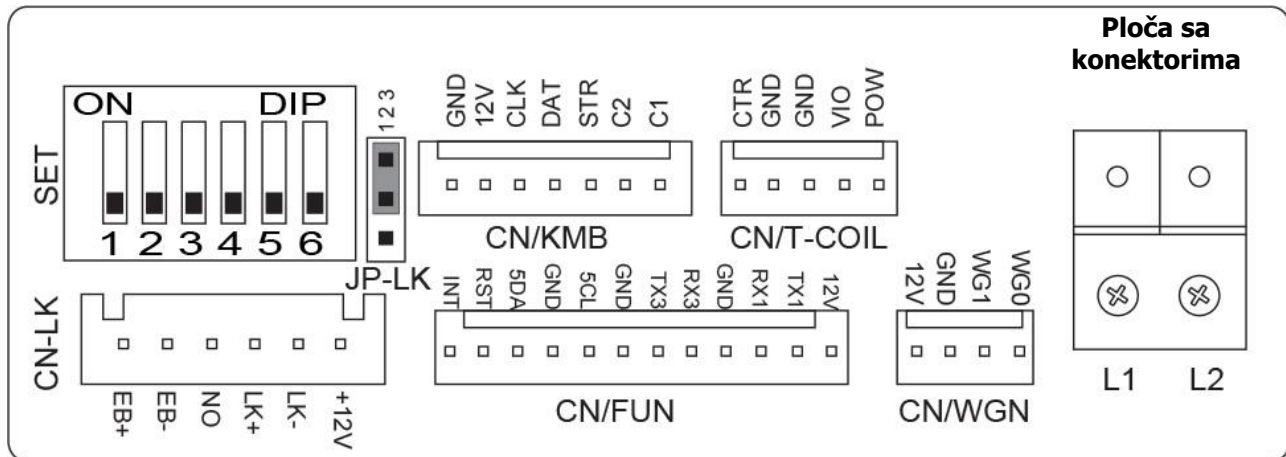 Ploča sa
konektorima
SET
ON DIP
1 2 3 4 5 6
1 2 3
JP-LK
GND 12V CLK DAT STR C2 C1
CN/KMB
CTR GND GND VIO POW
CN/T-COIL
CN-LK
EB+ EB- NO LK+ LK- +12V
INT RST 5DA GND 5CL GND TX3 RX3 GND RX1 TX1 12V
CN/FUN
12V GND WG1 WG0
CN/WGN
L1 L2